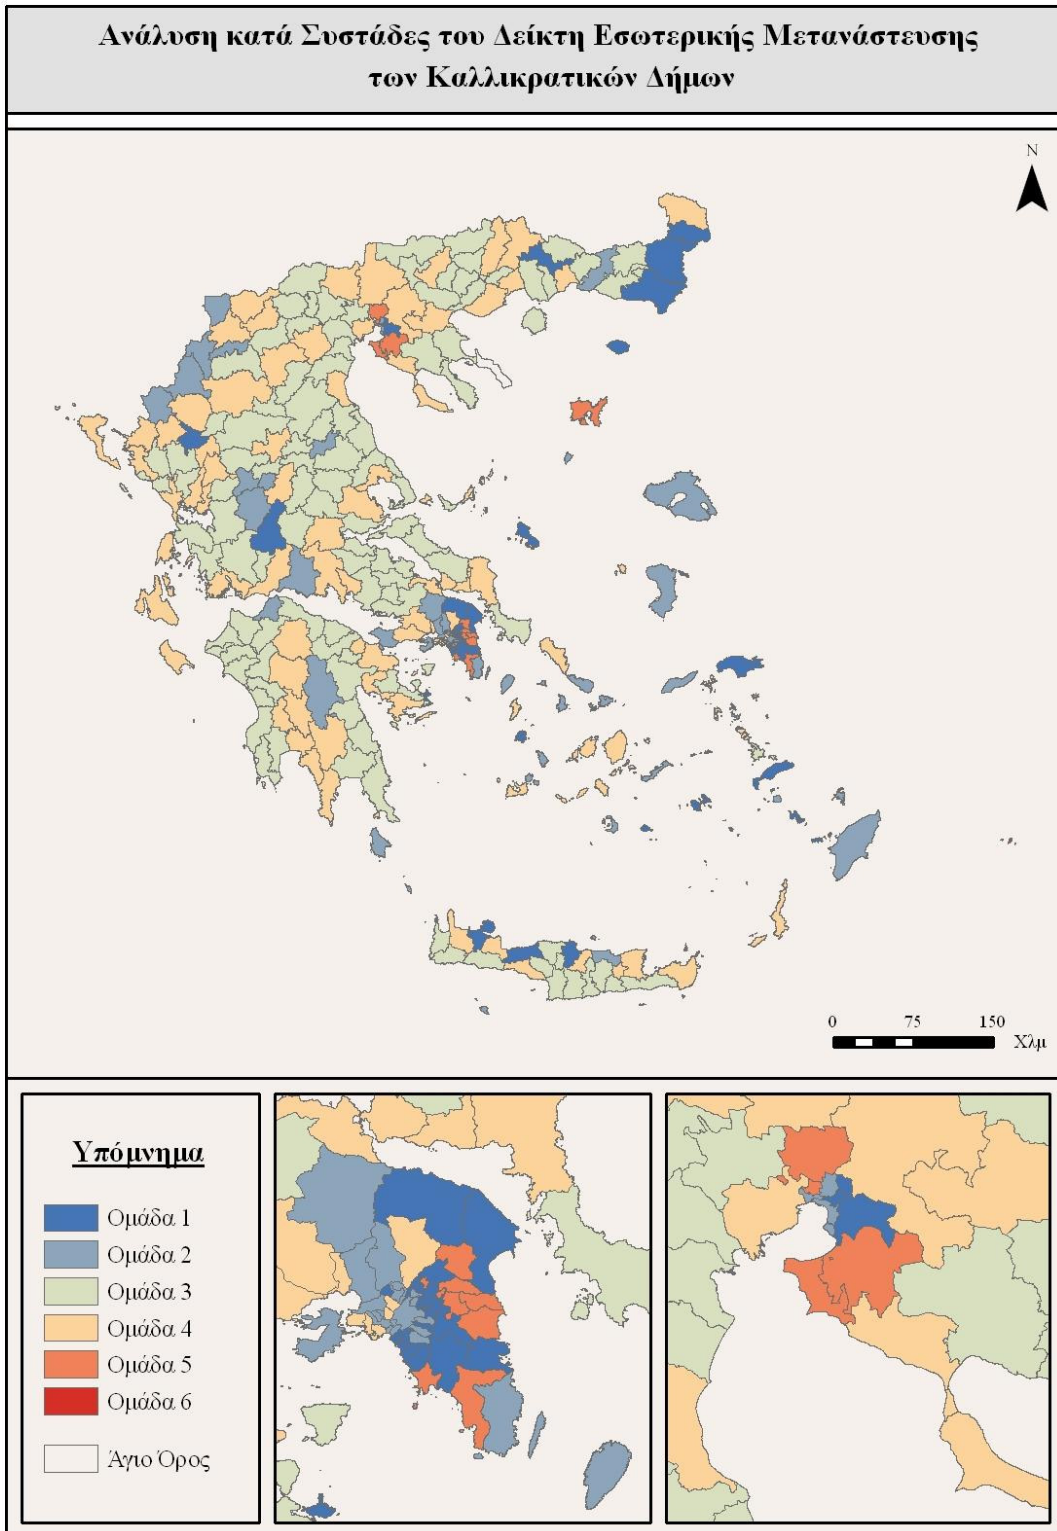 Ανάλυση κατά Συστάδες του Δείκτη Εσωτερικής Μετανάστευσης
των Καλλικρατικών Δήμων
N
0 75 150
Χλμ
Υπόμνημα
Ομάδα 1
Ομάδα 2
Ομάδα 3
Ομάδα 4
Ομάδα 5
Ομάδα 6
Άγιο Όρος